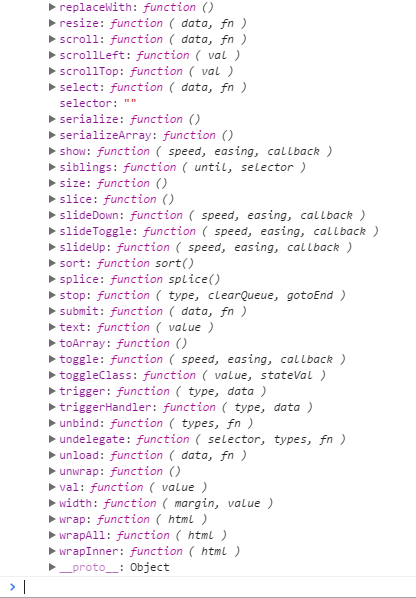 replaceWith: function ()
resize: function ( data, fn )
scroll: function ( data, fn )
scrollLeft: function ( val )
scrollTop: function ( val )
select: function ( data, fn )
selector: ""
serialize: function ()
serializeArray: function ()
show: function ( speed, easing, callback )
siblings: function ( until, selector )
size: function ()
slice: function ()
slideDown: function ( speed, easing, callback )
slideToggle: function ( speed, easing, callback )
slideUp: function ( speed, easing, callback )
sort: function sort()
splice: function splice()
stop: function ( type, clearQueue, gotoEnd )
submit: function ( data, fn )
text: function ( value )
toArray: function ()
toggle: function ( speed, easing, callback )
toggleClass: function ( value, stateVal )
trigger: function ( type, data )
triggerHandler: function ( type, data )
unbind: function ( types, fn )
undelegate: function ( selector, types, fn )
unload: function ( data, fn )
unwrap: function ()
val: function ( value )
width: function ( margin, value )
wrap: function ( html )
wrapAll: function ( html )
wrapInner: function ( html )
__proto__: Object